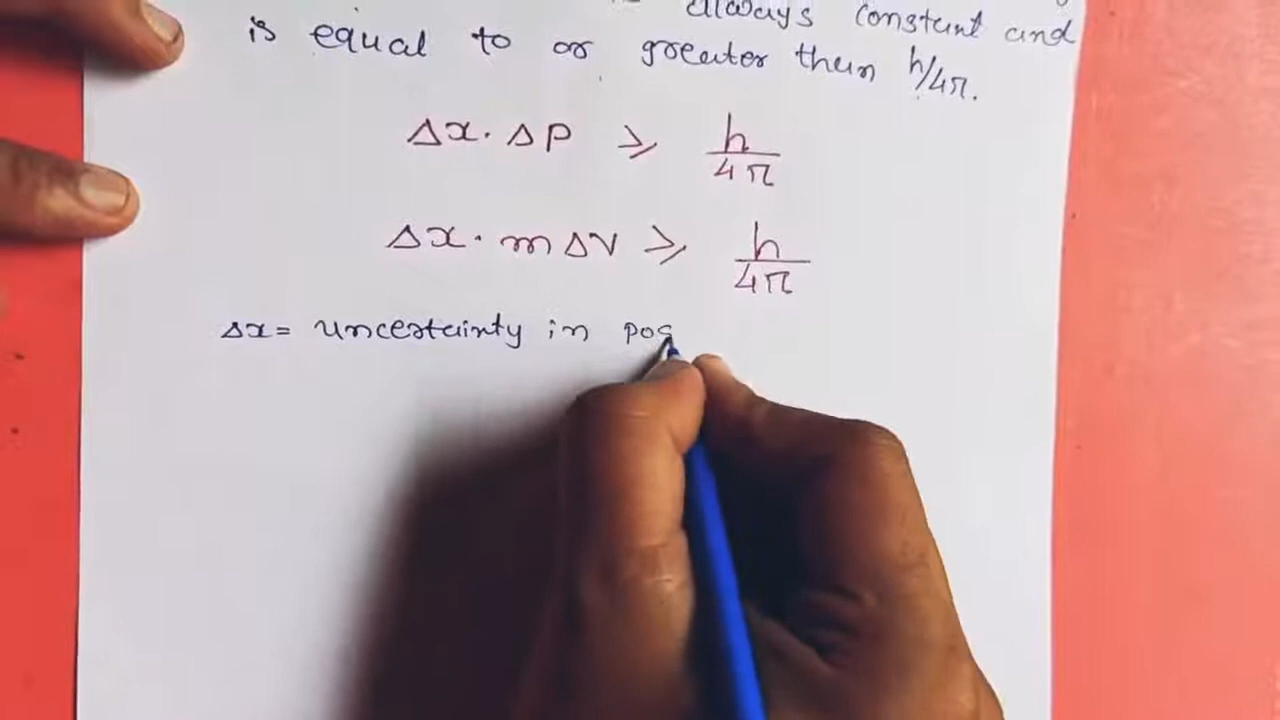 always constant and
is equal to or greater than h/4π.
Δx. Δp ≥ h/4π
Δx. mΔv ≥ h/4π
Δx = uncertainty in pos